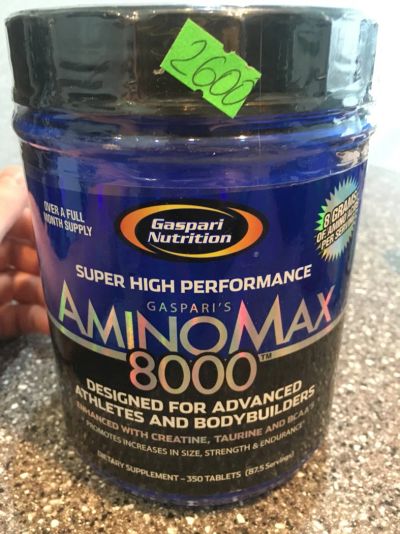 2600
OVER A FULL
MONTH SUPPLY
Gaspari
Nutrition
8 GRAMS
OF AMINO
PER SERVING
SUPER HIGH PERFORMANCE
GASPARI'S
AMINOMAX
8000™
DESIGNED FOR ADVANCED
ATHLETES AND BODYBUILDERS
ENHANCED WITH CREATINE, TAURINE AND BCAA'S
PROMOTES INCREASES IN SIZE, STRENGTH & ENDURANCE*
DIETARY SUPPLEMENT – 350 TABLETS (87.5 Servings)